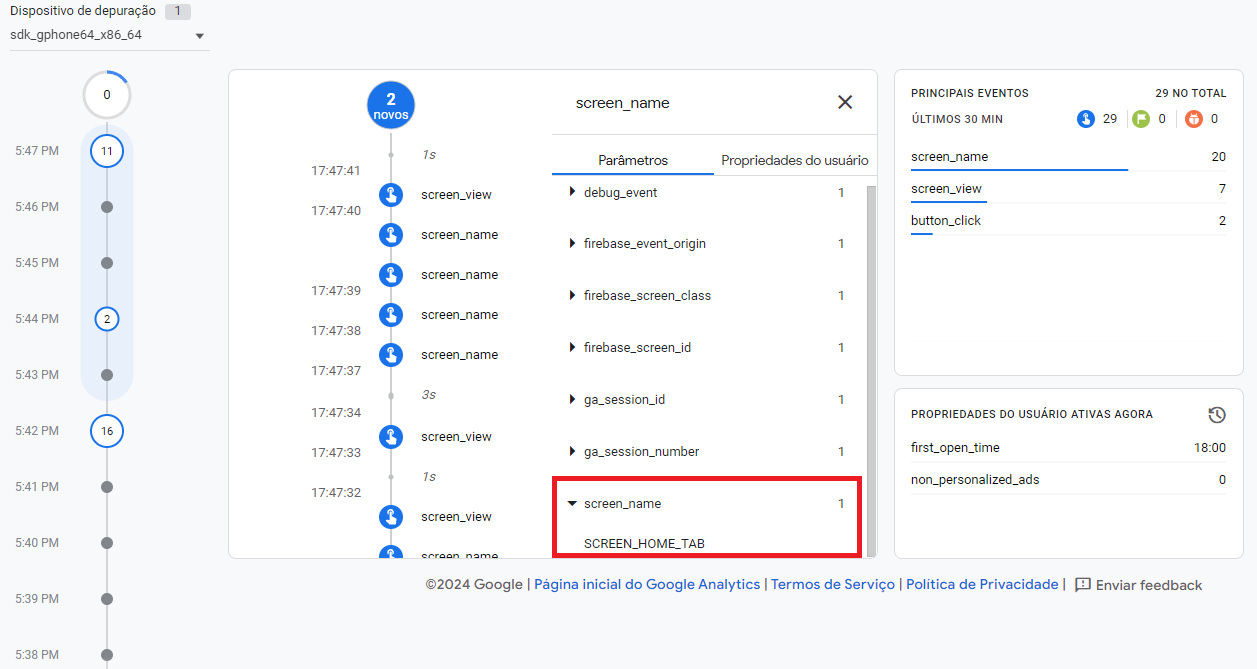 Dispositivo de depuração 1
sdk_gphone64_x86_64
0
5:47 PM 11
5:46 PM
5:45 PM
5:44 PM 2
5:43 PM
5:42 PM 16
5:41 PM
5:40 PM
5:39 PM
5:38 PM
2
novos
1s
17:47:41
screen_view
17:47:40
screen_name
screen_name
17:47:39
screen_name
17:47:38
screen_name
17:47:37
3s
17:47:34
screen_view
17:47:33
1s
17:47:32
screen_view
screen_name
screen_name
Parâmetros Propriedades do usuário
debug_event 1
firebase_event_origin 1
firebase_screen_class 1
firebase_screen_id 1
ga_session_id 1
ga_session_number 1
screen_name 1
SCREEN_HOME_TAB
PRINCIPAIS EVENTOS 29 NO TOTAL
ÚLTIMOS 30 MIN 29 0 0
screen_name 20
screen_view 7
button_click 2
PROPRIEDADES DO USUÁRIO ATIVAS AGORA
first_open_time 18:00
non_personalized_ads 0
©2024 Google | Página inicial do Google Analytics | Termos de Serviço | Política de Privacidade | Enviar feedback